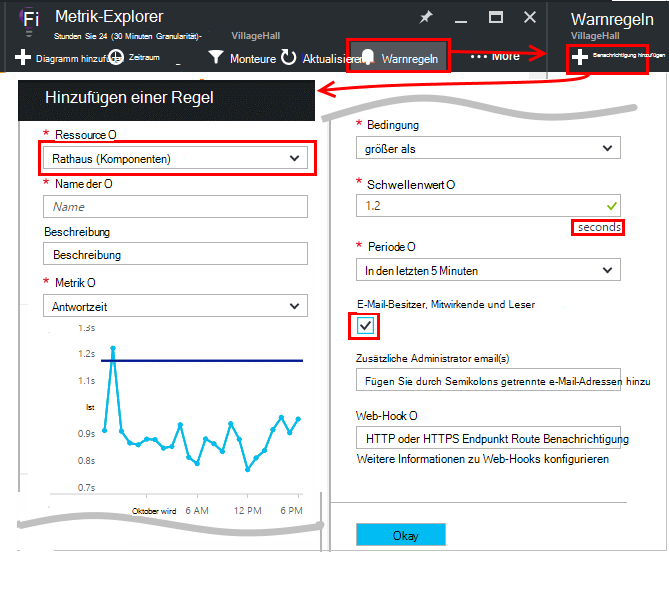 Fi
Metrik-Explorer
Stunden Sie 24 (30 Minuten Granularität)-
VillageHall
Diagramm hinzufüge
Zeitraum
Monteure
Aktualisieren
Warnregeln
More
Warnregeln
VillageHall
Benachrichtigung hinzufügen
Hinzufügen einer Regel
* Ressource O
Rathaus (Komponenten)
* Name der O
Name
Beschreibung
Beschreibung
* Metrik O
Antwortzeit
1.3s
1.2s
1.1s
Ist
0.9s
0.8s
0.7s
Oktober wird
6 AM
12 PM
6 PM
* Bedingung
größer als
* Schwellenwert O
1.2
seconds
* Periode O
In den letzten 5 Minuten
E-Mail-Besitzer, Mitwirkende und Leser
Zusätzliche Administrator email(s)
Fügen Sie durch Semikolons getrennte e-Mail-Adressen hinzu
Web-Hook O
HTTP oder HTTPS Endpunkt Route Benachrichtigung
Weitere Informationen zu Web-Hooks konfigurieren
Okay